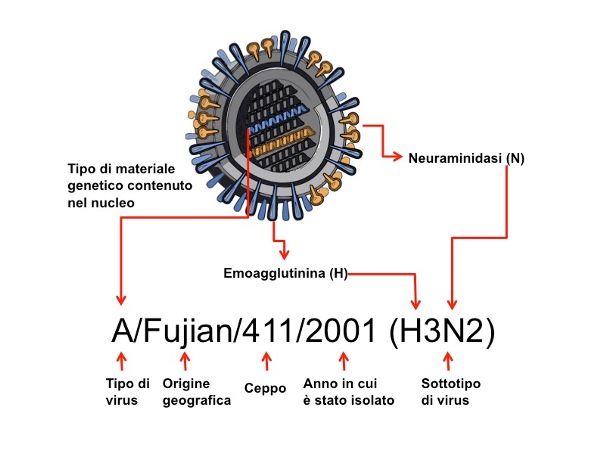 Neuraminidasi (N)
Tipo di materiale
genetico contenuto
nel nucleo
Emoagglutinina (H)
A/Fujian/411/2001 (H3N2)
Tipo di
virus
Origine
geografica
Ceppo
Anno in cui
è stato isolato
Sottotipo
di virus